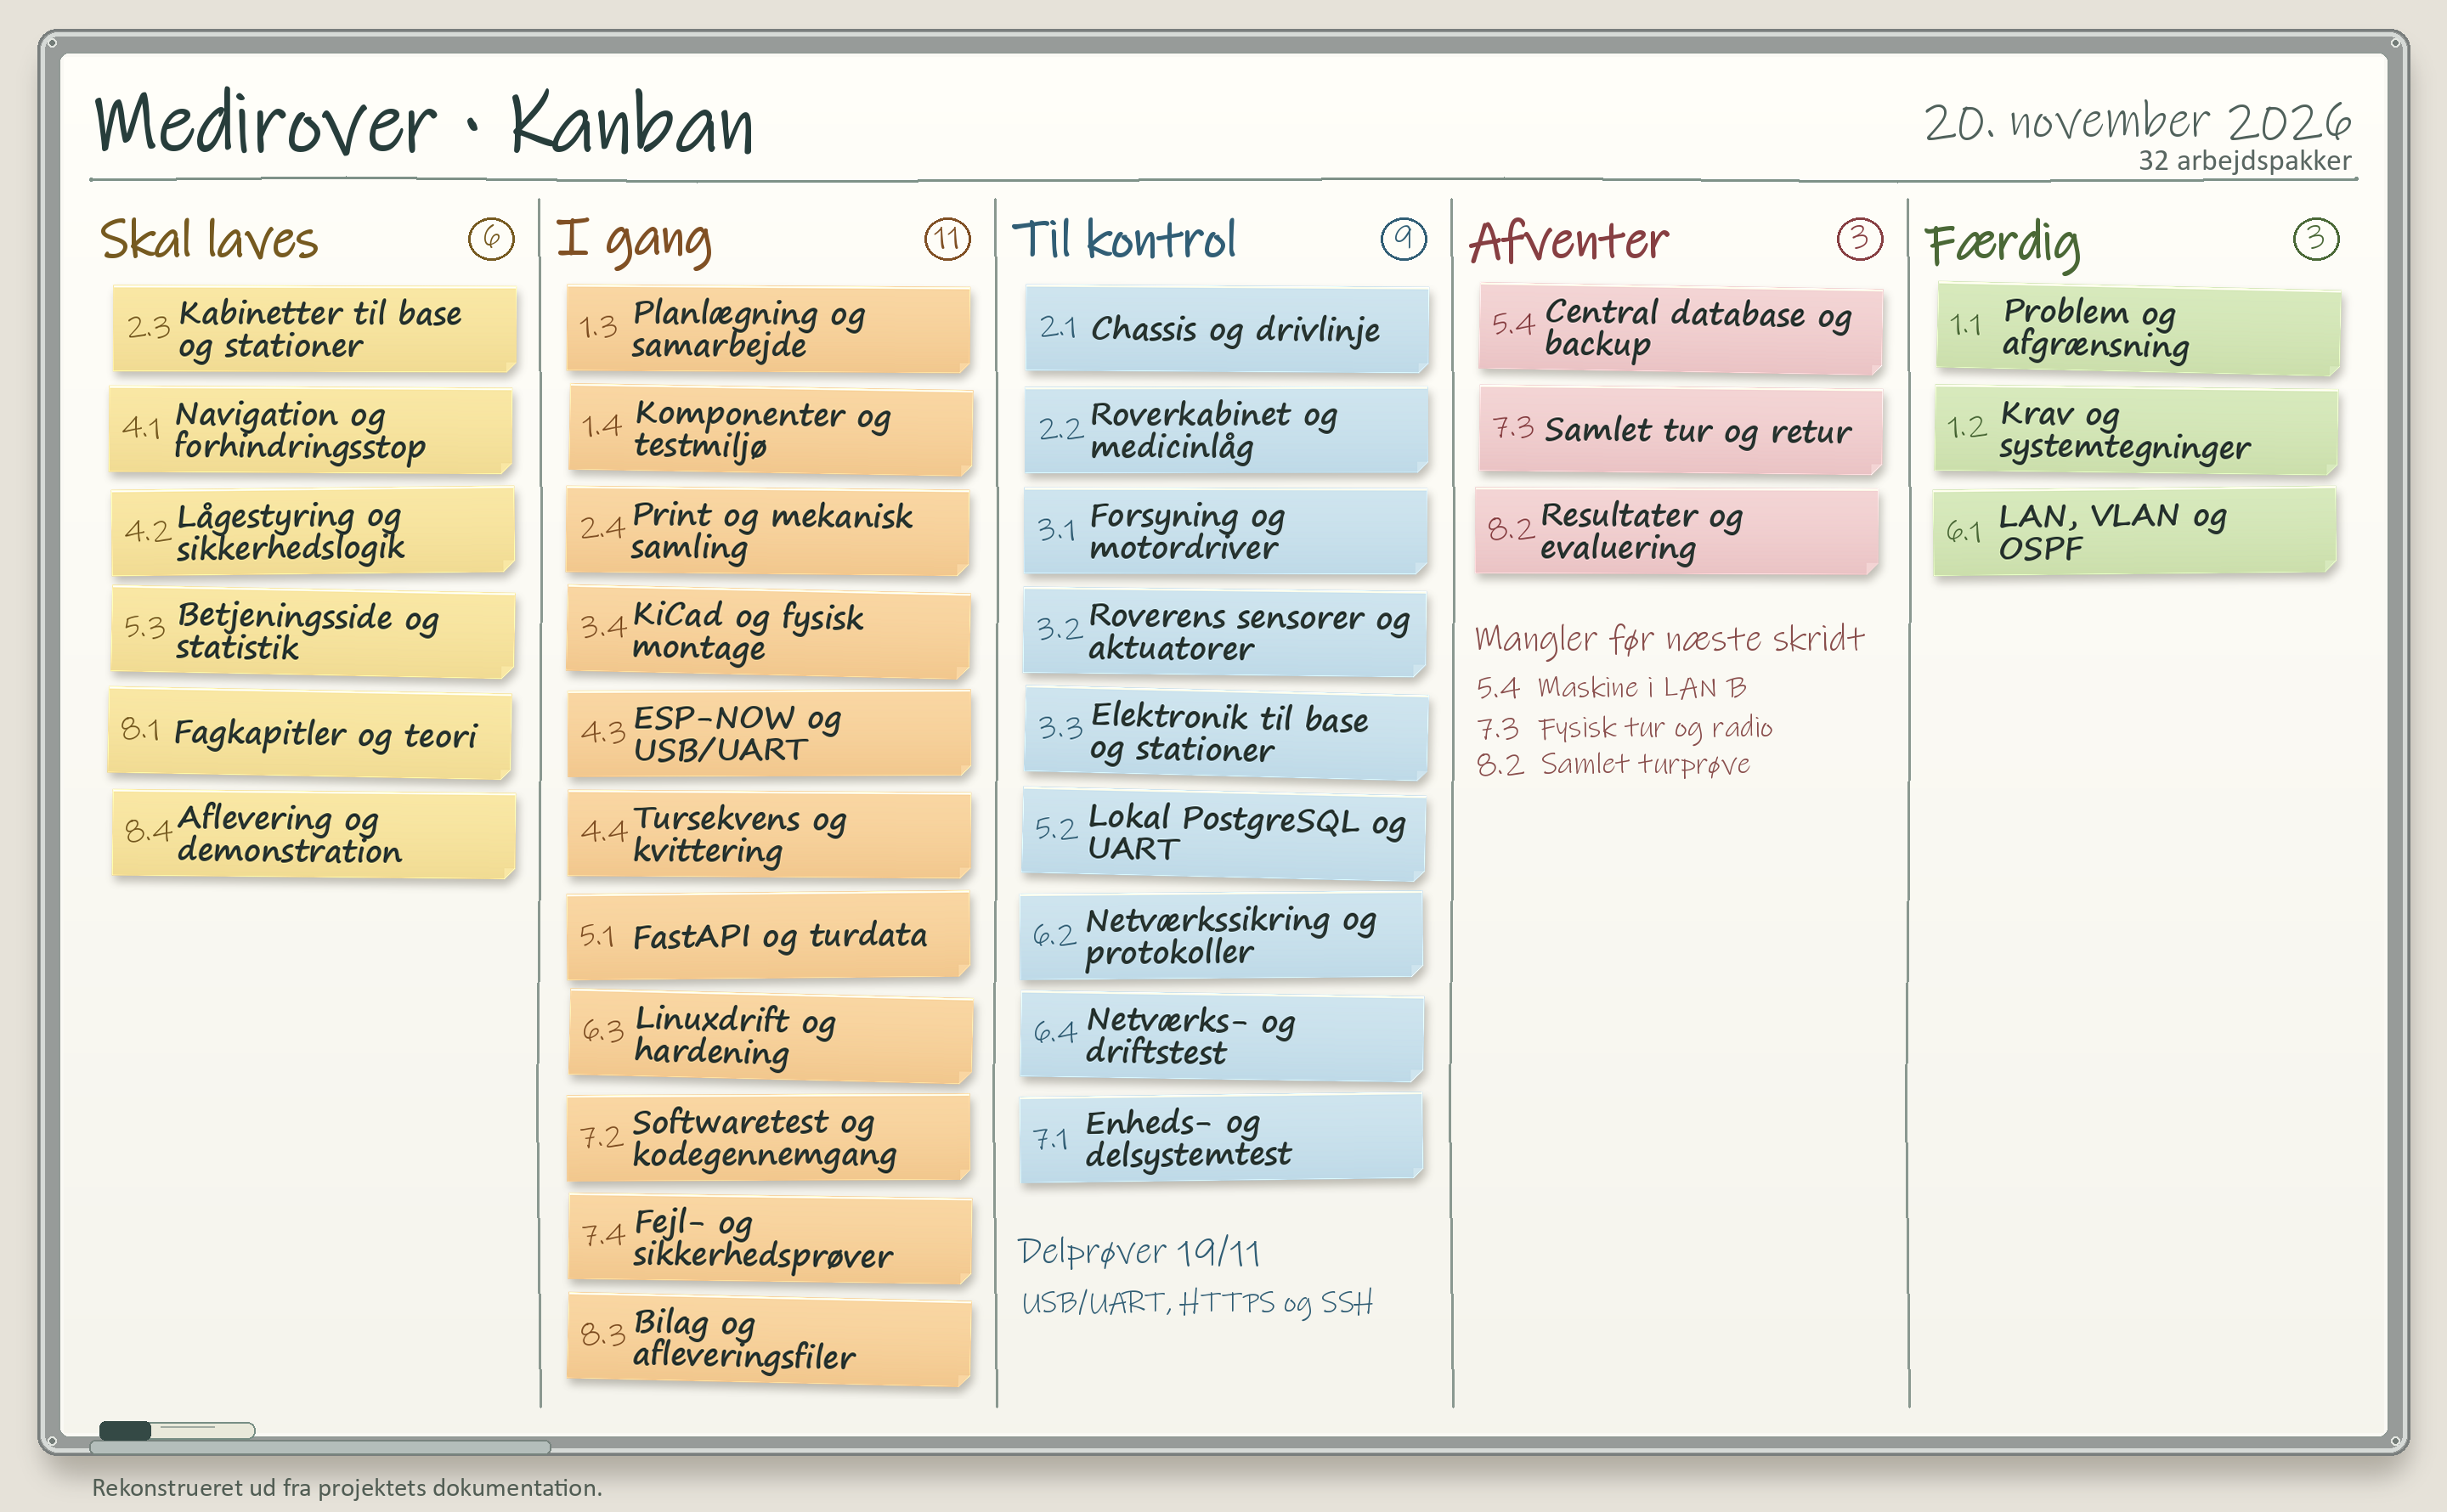 Medirover · Kanban
20. november 2026
32 arbejdspakker
Skal laves 6
2.3 Kabinetter til base
og stationer
4.1 Navigation og
forhindringsstop
4.2 Lågestyring og
sikkerhedslogik
5.3 Betjeningsside og
statistik
8.1 Fagkapitler og teori
8.4 Aflevering og
demonstration
I gang 11
1.3 Planlægning og
samarbejde
1.4 Komponenter og
testmiljø
2.4 Print og mekanisk
samling
3.4 KiCad og fysisk
montage
4.3 ESP-NOW og
USB/UART
4.4 Tursekvens og
kvittering
5.1 FastAPI og turdata
6.3 Linuxdrift og
hardening
7.2 Softwaretest og
kodegennemgang
7.4 Fejl- og
sikkerhedsprøver
8.3 Bilag og
afleveringsfiler
Til kontrol 9
2.1 Chassis og drivlinje
2.2 Roverkabinet og
medicinlåg
3.1 Forsyning og
motordriver
3.2 Roverens sensorer og
aktuatorer
3.3 Elektronik til base
og stationer
5.2 Lokal PostgreSQL og
UART
6.2 Netværkssikring og
protokoller
6.4 Netværks- og
driftstest
7.1 Enheds- og
delsystemtest
Delprøver 19/11
USB/UART, HTTPS og SSH
Afventer 3
5.4 Central database og
backup
7.3 Samlet tur og retur
8.2 Resultater og
evaluering
Mangler før næste skridt
5.4 Maskine i LAN B
7.3 Fysisk tur og radio
8.2 Samlet turprøve
Færdig 3
1.1 Problem og
afgrænsning
1.2 Krav og
systemtegninger
6.1 LAN, VLAN og
OSPF
Rekonstrueret ud fra projektets dokumentation.